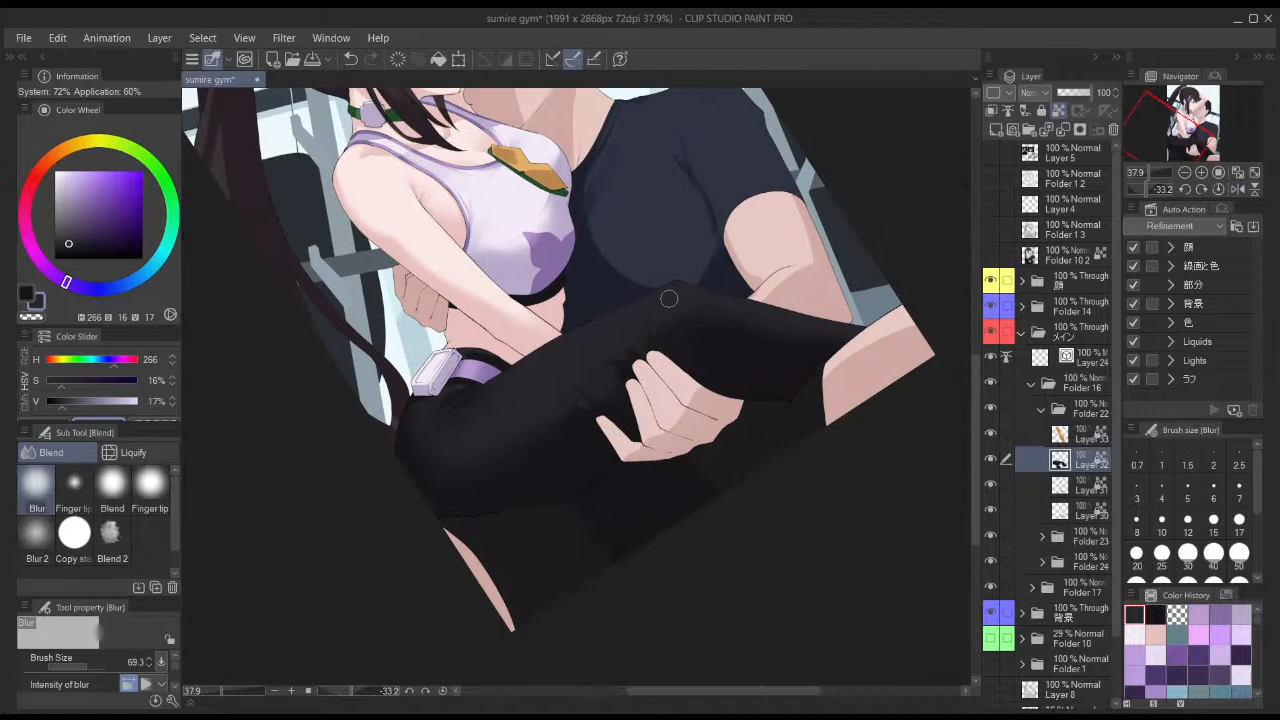 sumire gym* (1991 x 2868px 72dpi 37.9%) - CLIP STUDIO PAINT PRO
File Edit Animation Layer Select View Filter Window Help
sumire gym*
Information
System: 72% Application: 60%
Color Wheel
266 S 16 V 17
Color Slider
H 266
S 16%
V 17%
Sub Tool [Blend]
Blend Liquify
Blur Finger tip Blend Finger tip
Blur 2 Copy sta Blend 2
Tool property [Blur]
Blur
Brush Size 69.3
Intensity of blur
37.9 -33.2
Layer
100
100 % Normal
Layer 5
100 % Normal
Folder 1 2
100 % Normal
Layer 4
100 % Normal
Folder 1 3
Folder 10 2
100 % Through
顔
100 % Through
Folder 14
100 % Through
メイン
Layer 24
Folder 16
Folder 22
Layer 33
Layer 32
Layer 31
Layer 30
Folder 23
Folder 24
100 % Normal
Folder 17
100 % Through
背景
29 % Normal
Folder 10
100 % Normal
Folder 1
100 % Normal
Layer 8
Navigator
37.9
-33.2
Auto Action
Refinement
顔
線画と色
部分
背景
色
Liquids
Lights
ラフ
Brush size [Blur]
0.7 1 1.5 2 2.5
3 4 5 6 7
8 10 12 15 17
20 25 30 40 50
Color History
H S V